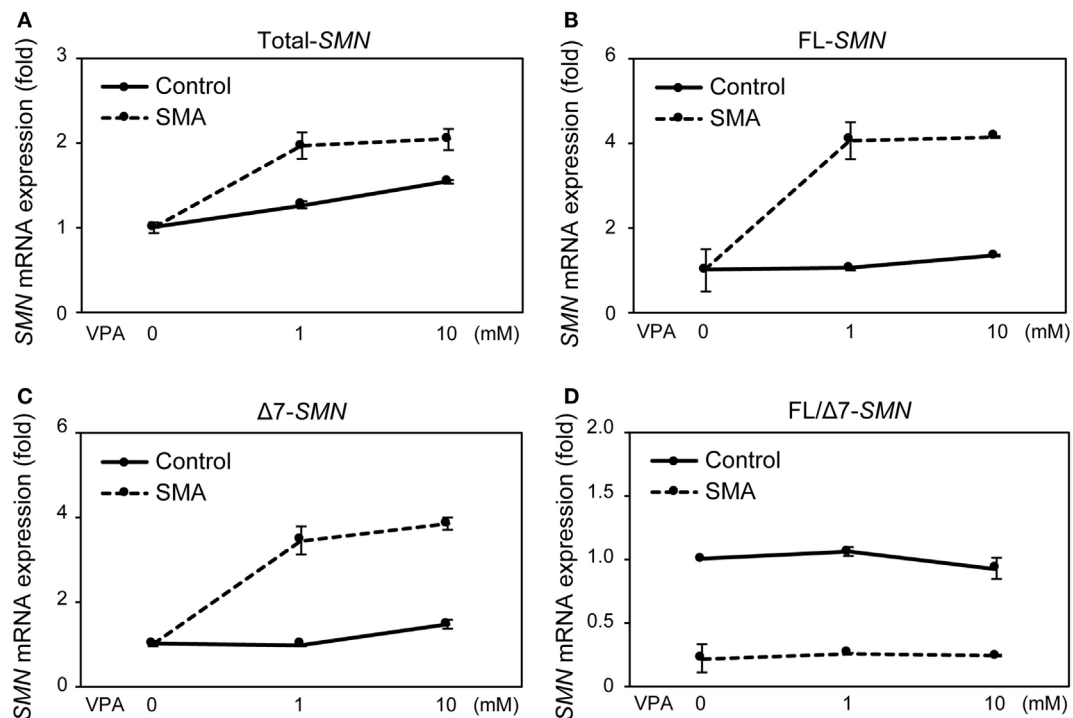 A
Total-SMN
SMN mRNA expression (fold)
3
2
1
0
Control
SMA
VPA 0 1 10 (mM)
B
FL-SMN
SMN mRNA expression (fold)
6
4
2
0
Control
SMA
VPA 0 1 10 (mM)
C
Δ7-SMN
SMN mRNA expression (fold)
6
4
2
0
Control
SMA
VPA 0 1 10 (mM)
D
FL/Δ7-SMN
SMN mRNA expression (fold)
2.0
1.5
1.0
0.5
0
Control
SMA
VPA 0 1 10 (mM)